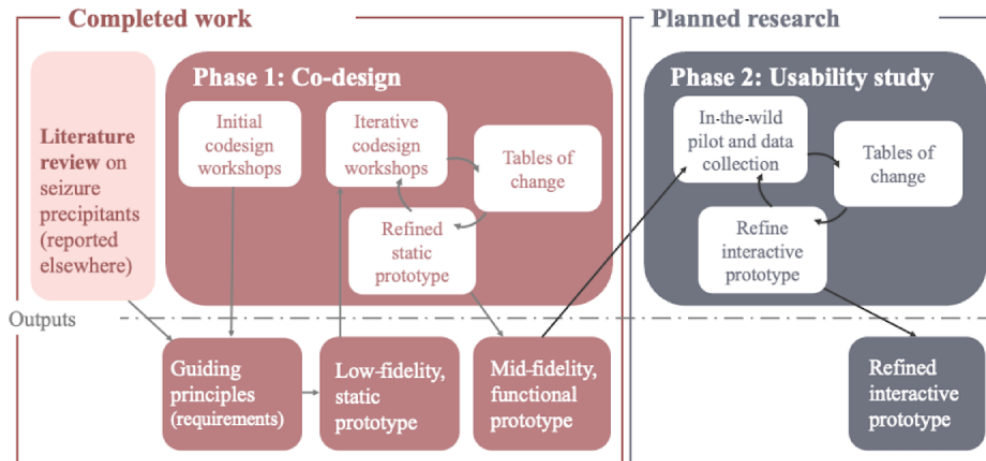 Completed work
Planned research
Literature
review on
seizure
precipitants
(reported
elsewhere)
Phase 1: Co-design
Initial
codesign
workshops
Iterative
codesign
workshops
Tables of
change
Refined
static
prototype
Phase 2: Usability study
In-the-wild
pilot and data
collection
Tables of
change
Refine
interactive
prototype
Outputs
Guiding
principles
(requirements)
Low-fidelity,
static
prototype
Mid-fidelity,
functional
prototype
Refined
interactive
prototype